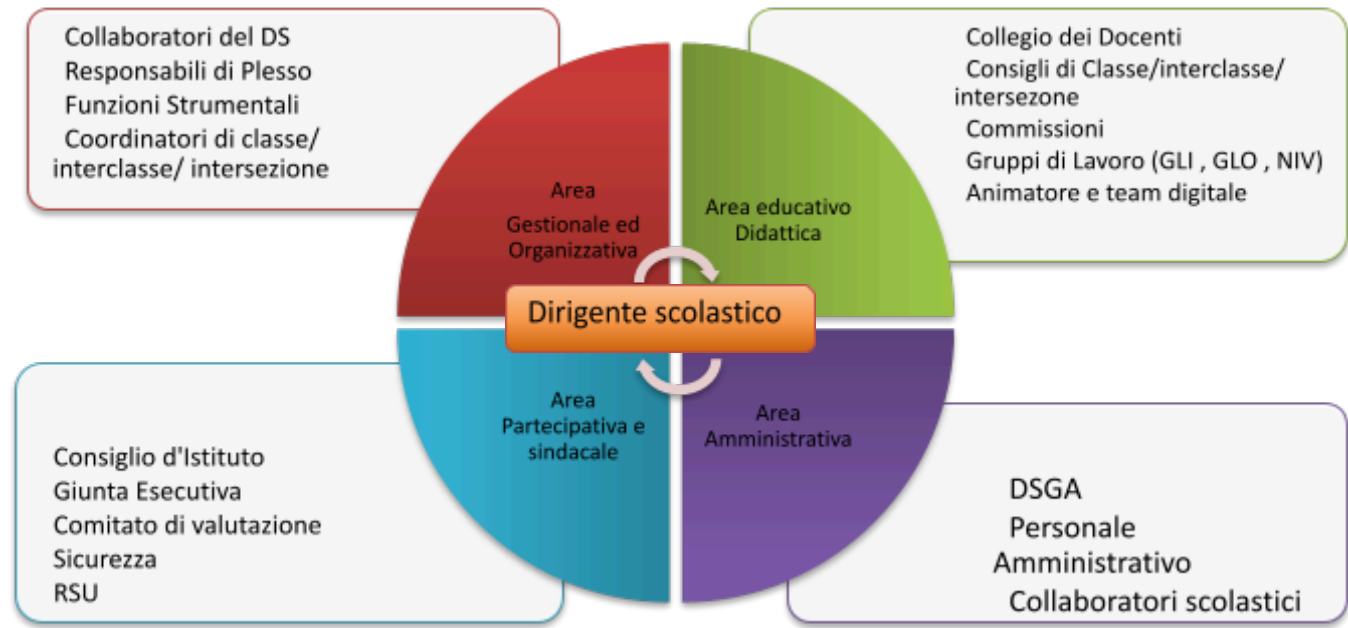 Collaboratori del DS
Responsabili di Plesso
Funzioni Strumentali
Coordinatori di classe/
interclasse/ intersezione
Collegio dei Docenti
Consigli di Classe/interclasse/
intersezone
Commissioni
Gruppi di Lavoro (GLI , GLO , NIV)
Animatore e team digitale
Area
Gestionale ed
Organizzativa
Area educativo
Didattica
Dirigente scolastico
Area
Partecipativa e
sindacale
Area
Amministrativa
Consiglio d'Istituto
Giunta Esecutiva
Comitato di valutazione
Sicurezza
RSU
DSGA
Personale
Amministrativo
Collaboratori scolastici